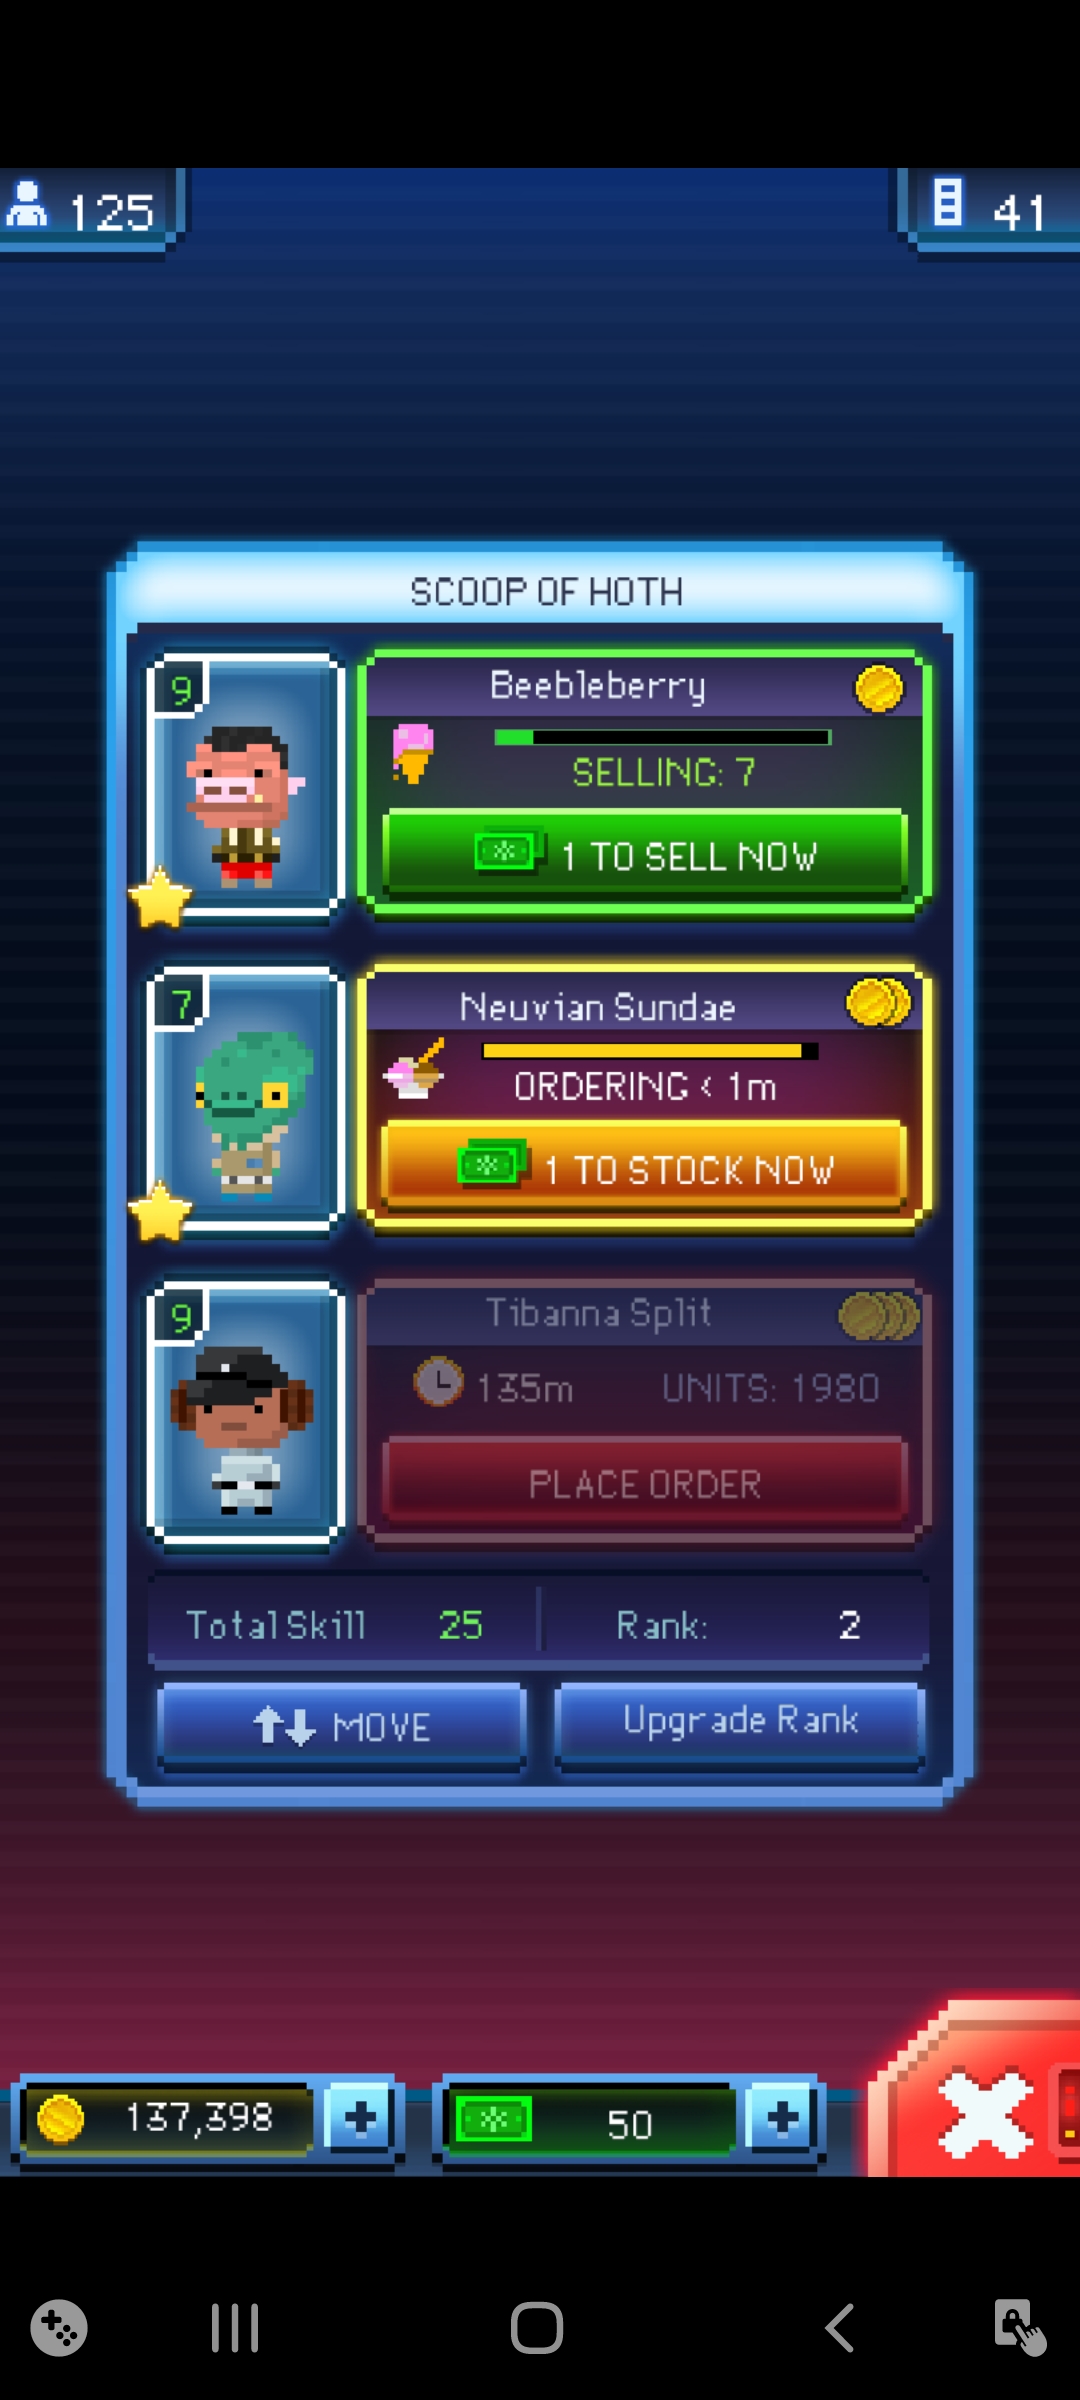 125
41
SCOOP OF HOTH
9
Beebleberry
SELLING: 7
1 TO SELL NOW
7
Neuvian Sundae
ORDERING < 1m
1 TO STOCK NOW
9
Tibanna Split
135m UNITS: 1980
PLACE ORDER
Total Skill 25 Rank: 2
MOVE Upgrade Rank
137,398 50